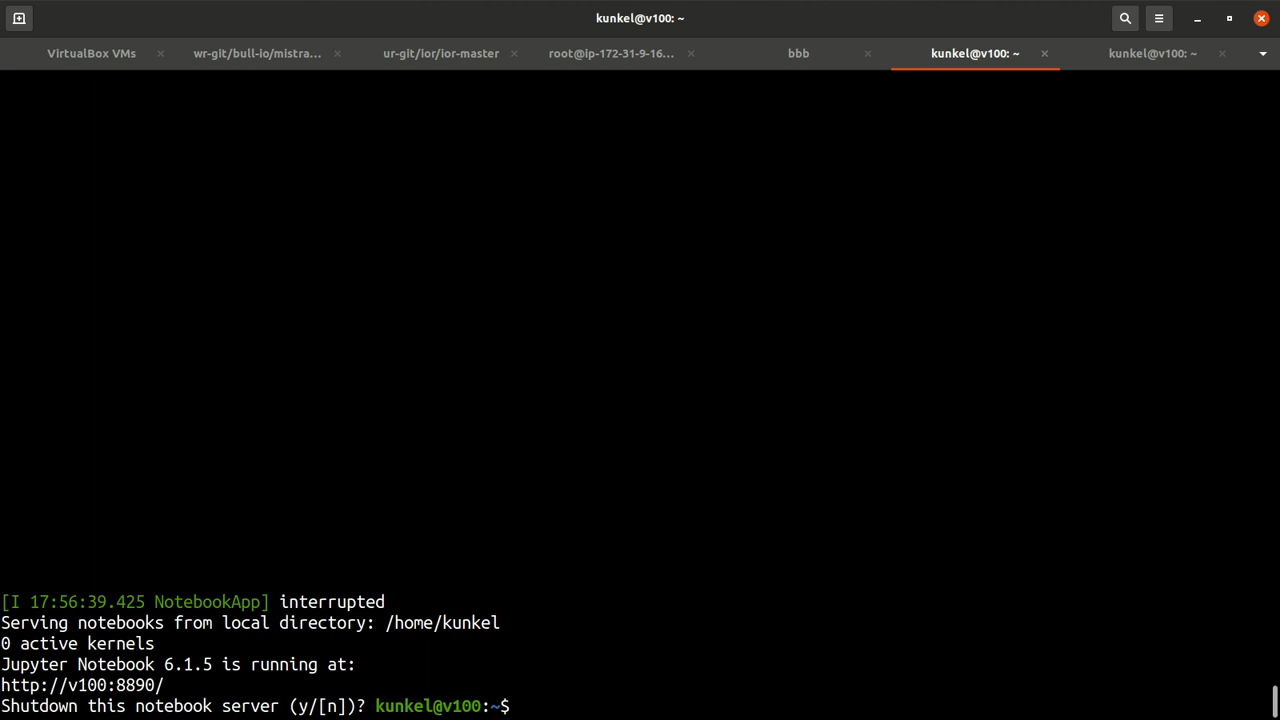 kunkel@v100: ~
VirtualBox VMs
wr-git/bull-io/mistra...
ur-git/ior/ior-master
root@ip-172-31-9-16...
bbb
kunkel@v100: ~
kunkel@v100: ~
[I 17:56:39.425 NotebookApp] interrupted
Serving notebooks from local directory: /home/kunkel
0 active kernels
Jupyter Notebook 6.1.5 is running at:
http://v100:8890/
Shutdown this notebook server (y/[n])? kunkel@v100:~$